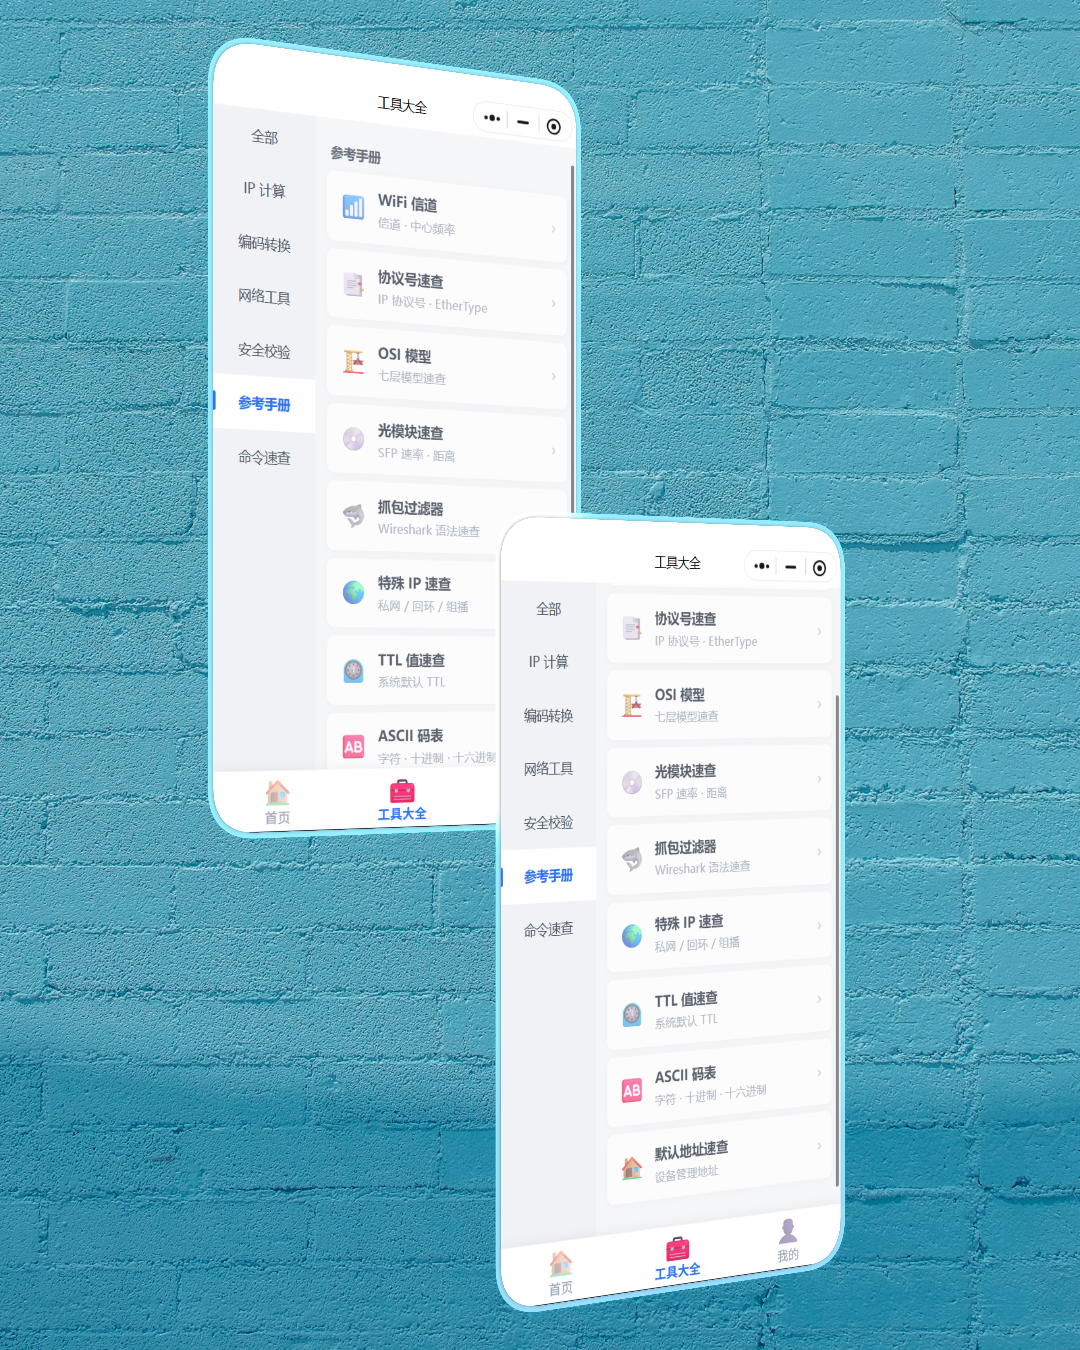 工具大全
全部
IP 计算
编码转换
网络工具
安全校验
参考手册
命令速查
参考手册
WiFi 信道
信道 · 中心频率
协议号速查
IP 协议号 · EtherType
OSI 模型
七层模型速查
光模块速查
SFP 速率 · 距离
抓包过滤器
Wireshark 语法速查
特殊 IP 速查
私网 / 回环 / 组播
TTL 值速查
系统默认 TTL
ASCII 码表
字符 · 十进制 · 十六进制
首页
工具大全
工具大全
全部
IP 计算
编码转换
网络工具
安全校验
参考手册
命令速查
协议号速查
IP 协议号 · EtherType
OSI 模型
七层模型速查
光模块速查
SFP 速率 · 距离
抓包过滤器
Wireshark 语法速查
特殊 IP 速查
私网 / 回环 / 组播
TTL 值速查
系统默认 TTL
ASCII 码表
字符 · 十进制 · 十六进制
默认地址速查
设备管理地址
首页
工具大全
我的